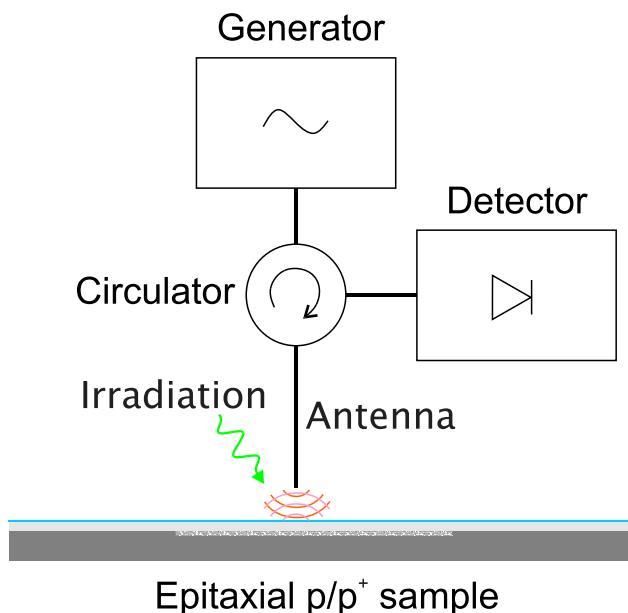 Generator
Detector
Circulator
Irradiation
Antenna
Epitaxial p/p⁺ sample